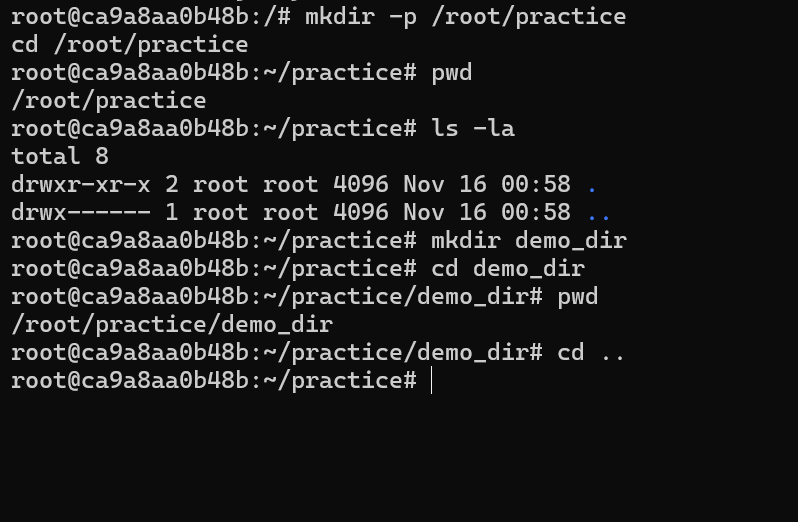 root@ca9a8aa0b48b:/# mkdir -p /root/practice
cd /root/practice
root@ca9a8aa0b48b:~/practice# pwd
/root/practice
root@ca9a8aa0b48b:~/practice# ls -la
total 8
drwxr-xr-x 2 root root 4096 Nov 16 00:58 .
drwx------ 1 root root 4096 Nov 16 00:58 ..
root@ca9a8aa0b48b:~/practice# mkdir demo_dir
root@ca9a8aa0b48b:~/practice# cd demo_dir
root@ca9a8aa0b48b:~/practice/demo_dir# pwd
/root/practice/demo_dir
root@ca9a8aa0b48b:~/practice/demo_dir# cd ..
root@ca9a8aa0b48b:~/practice#